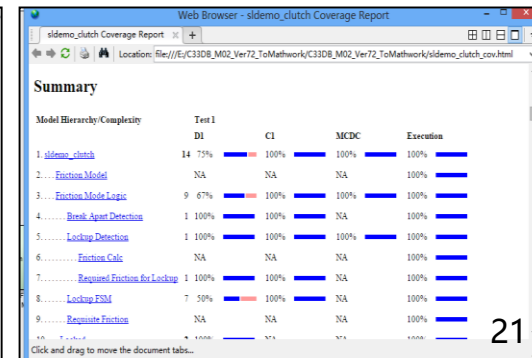 Web Browser - sldemo_clutch Coverage Report
sldemo_clutch Coverage Report
Location: file:///E:/C33DB_M02_Ver72_ToMathwork/C33DB_M02_Ver72_ToMathwork/sldemo_clutch_cov.html
Summary
Model Hierarchy/Complexity Test 1
D1 C1 MCDC Execution
1. sldemo_clutch 14 75% 100% 100% 100%
2. . . . Friction Model NA NA NA 100%
3. . . . Friction Mode Logic 9 67% 100% 100% 100%
4. . . . . . . Break Apart Detection 1 100% 100% NA 100%
5. . . . . . . Lockup Detection 1 100% 100% 100% 100%
6. . . . . . . . . . Friction Calc NA NA NA 100%
7. . . . . . . . . . Required Friction for Lockup 1 100% 100% NA 100%
8. . . . . . . Lockup FSM 7 50% 100% NA 100%
9. . . . . . . Requisite Friction NA NA NA 100%
Click and drag to move the document tabs...
21